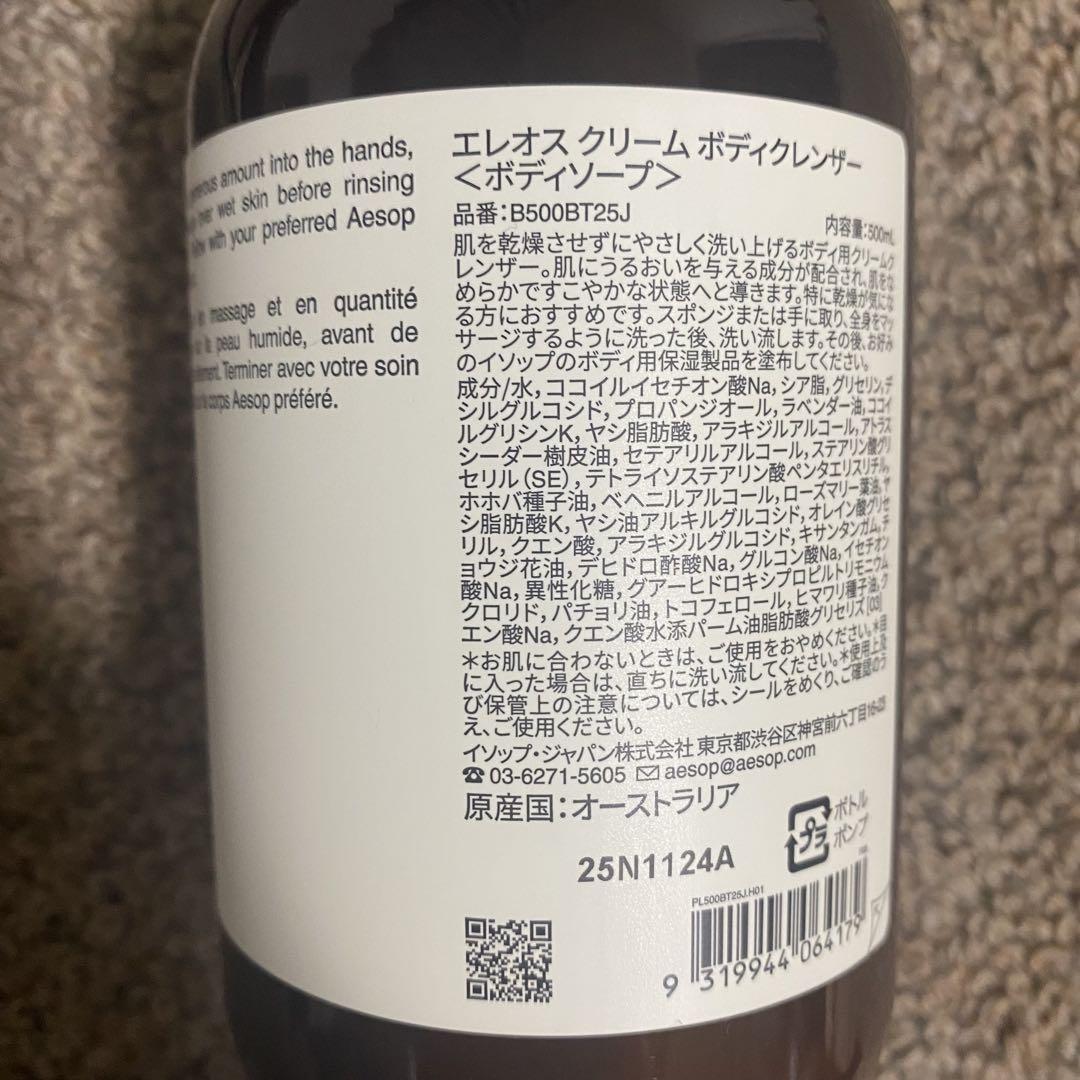 amount into the hands,
over wet skin before rinsing
with your preferred Aesop
massage et en quantité
peau humide, avant de
Terminer avec votre soin
corps Aesop préféré.
エレオス クリーム ボディクレンザー
<ボディソープ>
品番:B500BT25J
内容量:500mL
肌を乾燥させずにやさしく洗い上げるボディ用クリームク
レンザー。肌にうるおいを与える成分が配合され、肌をな
めらかですこやかな状態へと導きます。特に乾燥が気にな
る方におすすめです。スポンジまたは手に取り、全身をマッ
サージするように洗った後、洗い流します。その後、お好み
のイソップのボディ用保湿製品を塗布してください。
成分/水,ココイルイセチオン酸Na,シア脂,グリセリン,デ
シルグルコシド,プロパンジオール,ラベンダー油,ココイ
ルグリシンK,ヤシ脂肪酸,アラキジルアルコール,アトラス
シーダー樹皮油,セテアリルアルコール,ステアリン酸グリ
セリル(SE),テトライソステアリン酸ペンタエリスリチル,
ホホバ種子油,ベヘニルアルコール,ローズマリー葉油,ヤ
シ脂肪酸K,ヤシ油アルキルグルコシド,オレイン酸グリセ
リル,クエン酸,アラキジルグルコシド,キサンタンガム,チ
ョウジ花油,デヒドロ酢酸Na,グルコン酸Na,イセチオン
酸Na,異性化糖,グアーヒドロキシプロピルトリモニウム
クロリド,パチョリ油,トコフェロール,ヒマワリ種子油,ク
エン酸Na,クエン酸水添パーム油脂肪酸グリセリズ[03]
*お肌に合わないときは、ご使用をおやめください。*目
に入った場合は、直ちに洗い流してください。*使用上及
び保管上の注意については、シールをめくり、ご確認のう
え、ご使用ください。
イソップ・ジャパン株式会社 東京都渋谷区神宮前六丁目16-25
☎ 03-6271-5605 ✉ aesop@aesop.com
原産国:オーストラリア
プラ
ボトル
ポンプ
25N1124A
PL500BT25J.H01
9 319944 064179